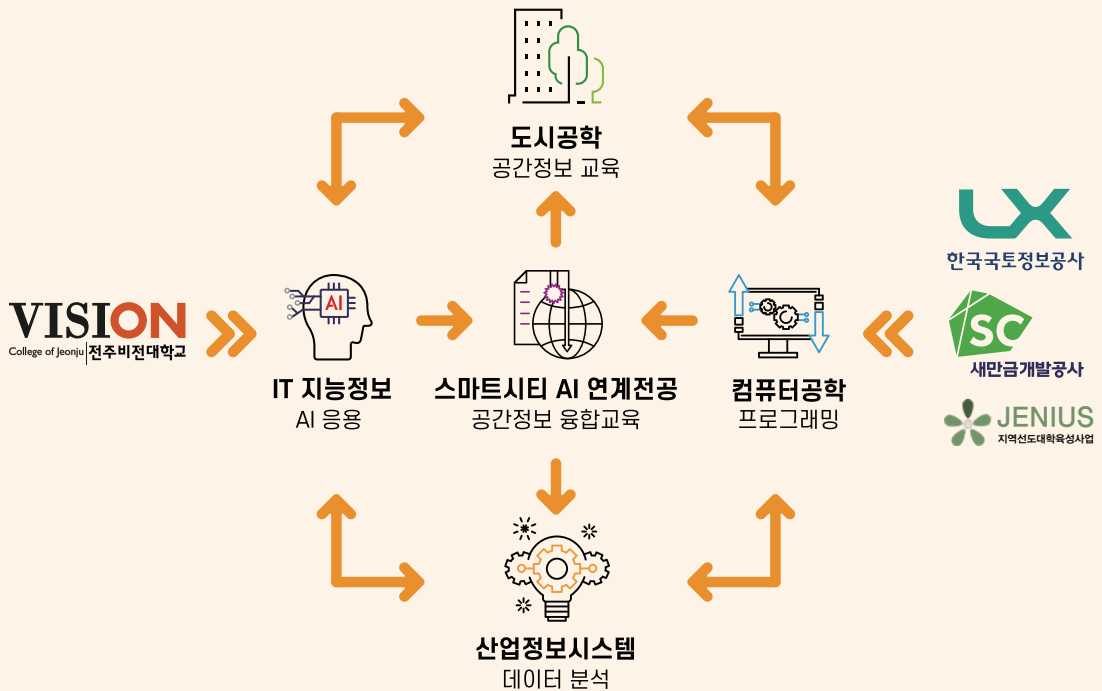 도시공학
공간정보 교육
LX
한국국토정보공사
VISION
College of Jeonju 전주비전대학교
AI
SC
새만금개발공사
IT 지능정보
AI 응용
스마트시티 AI 연계전공
공간정보 융합교육
컴퓨터공학
프로그래밍
JENIUS
지역선도대학육성사업
산업정보시스템
데이터 분석